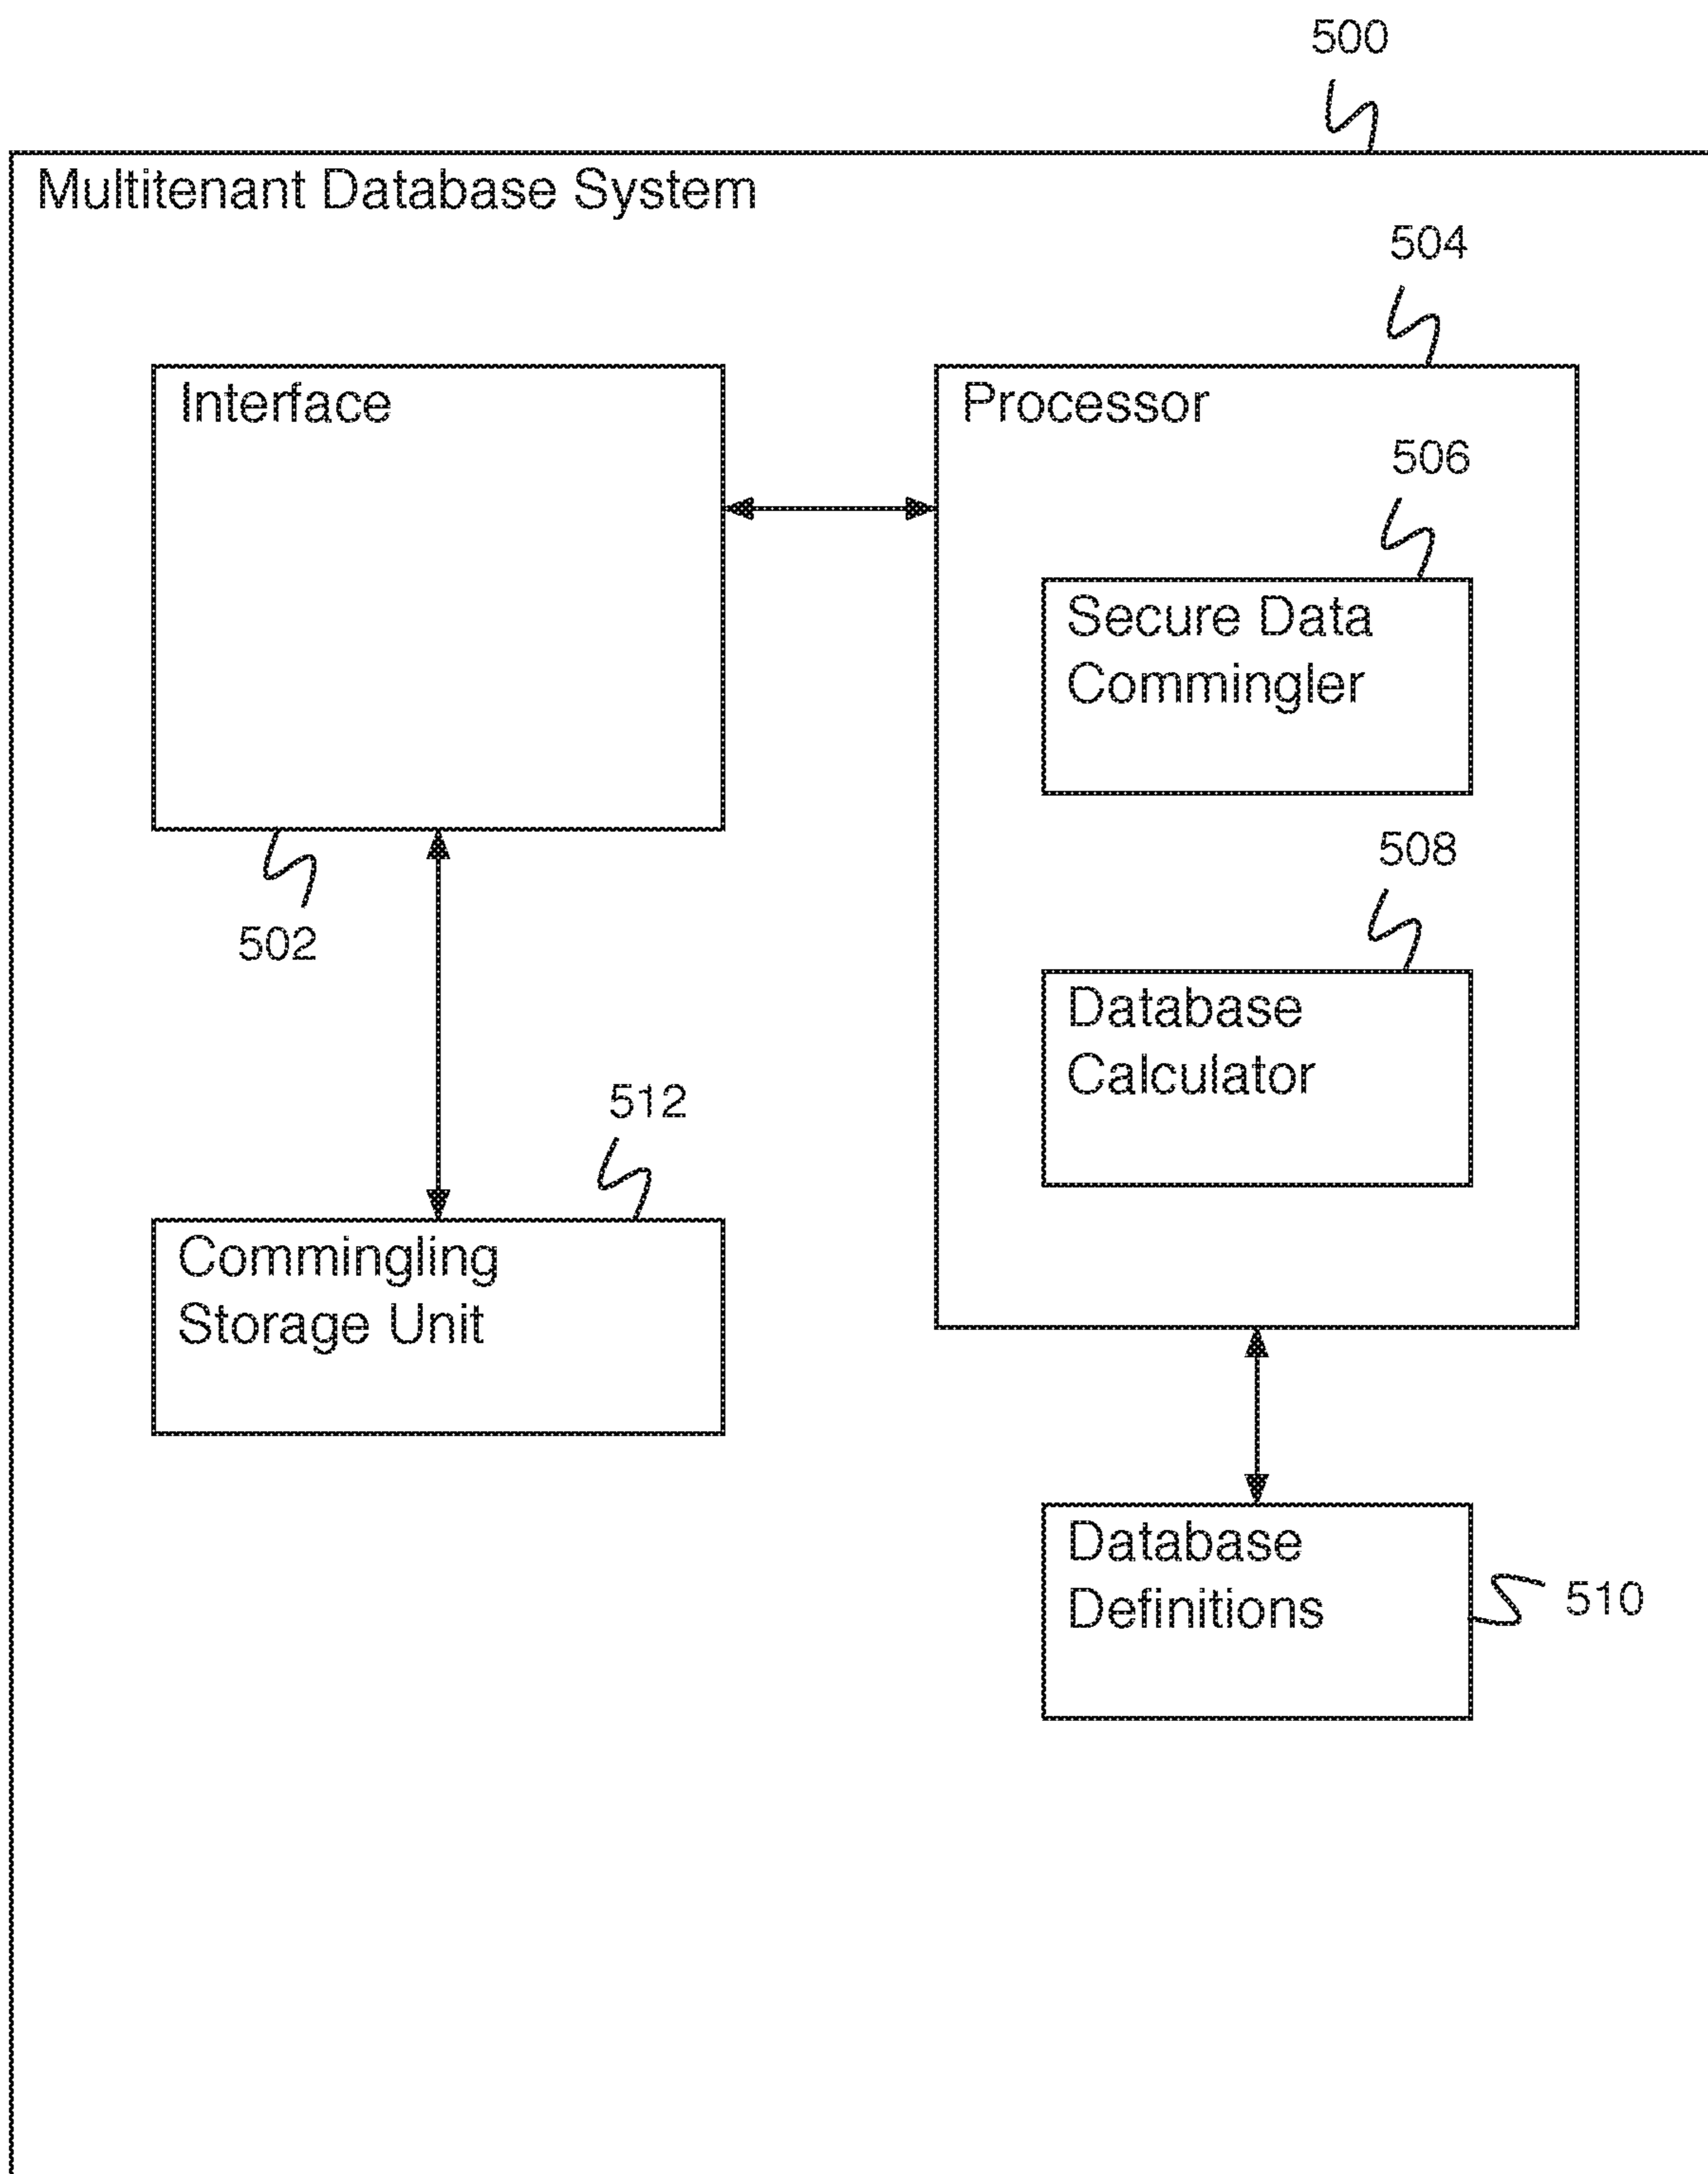 500
Multitenant Database System
504
Interface
Processor
506
Secure Data
Commingler
508
502
Database
Calculator
512
Commingling
Storage Unit
Database
Definitions
510